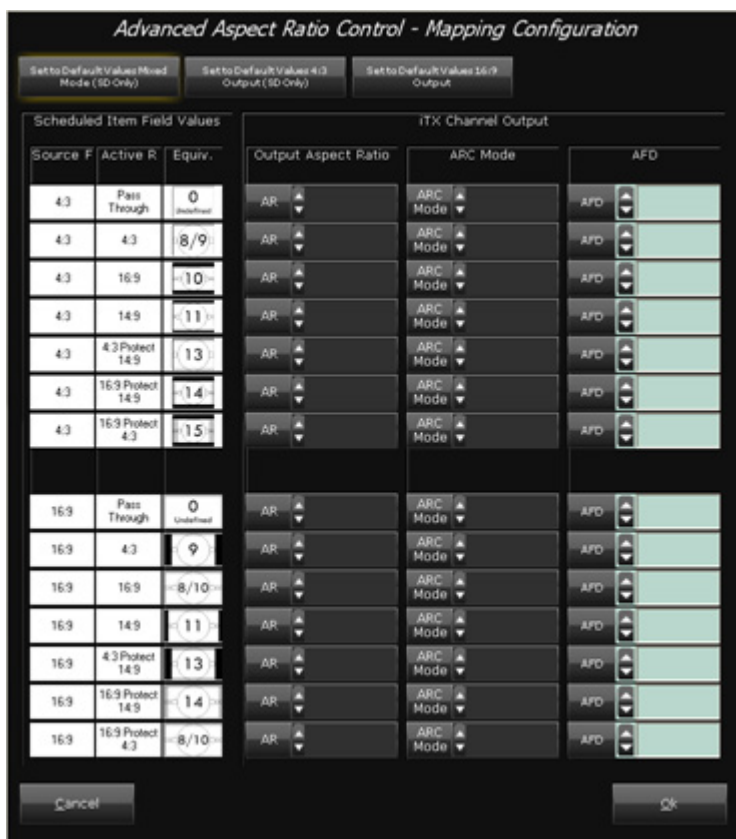 Advanced Aspect Ratio Control - Mapping Configuration
Set to Default Values Mixed Mode (SD Only)
Set to Default Values 4:3 Output (SD Only)
Set to Default Values 16:9 Output
Scheduled Item Field Values
iTX Channel Output
Source F Active R Equiv. Output Aspect Ratio ARC Mode AFD
4:3 Pass Through 0 Undefined AR ARC Mode AFD
4:3 4:3 8/9 AR ARC Mode AFD
4:3 16:9 10 AR ARC Mode AFD
4:3 14:9 11 AR ARC Mode AFD
4:3 4:3 Protect 14:9 13 AR ARC Mode AFD
4:3 16:9 Protect 14:9 14 AR ARC Mode AFD
4:3 16:9 Protect 4:3 15 AR ARC Mode AFD
16:9 Pass Through 0 Undefined AR ARC Mode AFD
16:9 4:3 9 AR ARC Mode AFD
16:9 16:9 8/10 AR ARC Mode AFD
16:9 14:9 11 AR ARC Mode AFD
16:9 4:3 Protect 14:9 13 AR ARC Mode AFD
16:9 16:9 Protect 14:9 14 AR ARC Mode AFD
16:9 16:9 Protect 4:3 8/10 AR ARC Mode AFD
Cancel
Ok